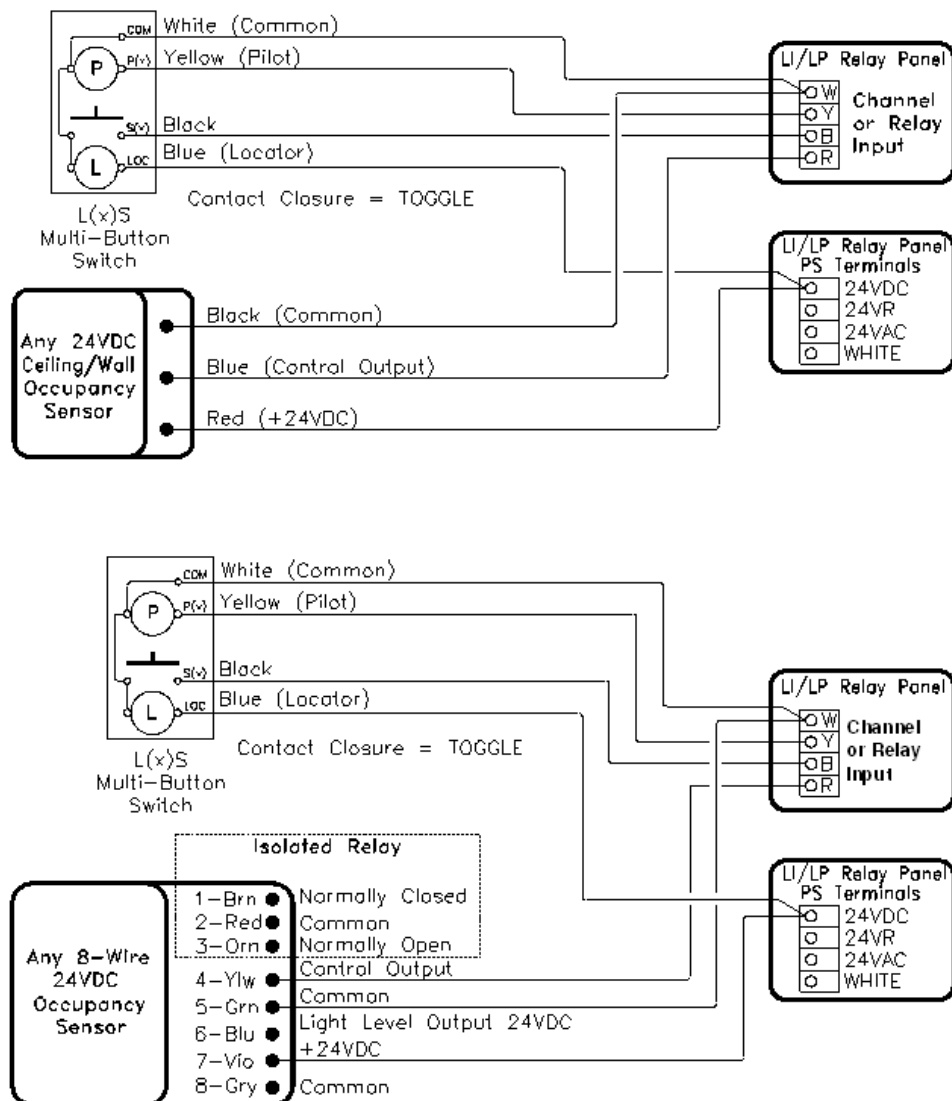 COM White (Common)
P P(v) Yellow (Pilot)
S(v) Black
L LOC Blue (Locator)
Contact Closure = TOGGLE
L(x)S
Multi-Button
Switch
LI/LP Relay Panel
W
Y
B
R
Channel
or Relay
Input
LI/LP Relay Panel
PS Terminals
24VDC
24VR
24VAC
WHITE
Any 24VDC
Ceiling/Wall
Occupancy
Sensor
Black (Common)
Blue (Control Output)
Red (+24VDC)
COM White (Common)
P P(v) Yellow (Pilot)
S(v) Black
L LOC Blue (Locator)
Contact Closure = TOGGLE
L(x)S
Multi-Button
Switch
LI/LP Relay Panel
W
Y
B
R
Channel
or Relay
Input
LI/LP Relay Panel
PS Terminals
24VDC
24VR
24VAC
WHITE
Isolated Relay
Any 8-Wire
24VDC
Occupancy
Sensor
1-Brn Normally Closed
2-Red Common
3-Orn Normally Open
4-Ylw Control Output
5-Grn Common
6-Blu Light Level Output 24VDC
7-Vio +24VDC
8-Gry Common